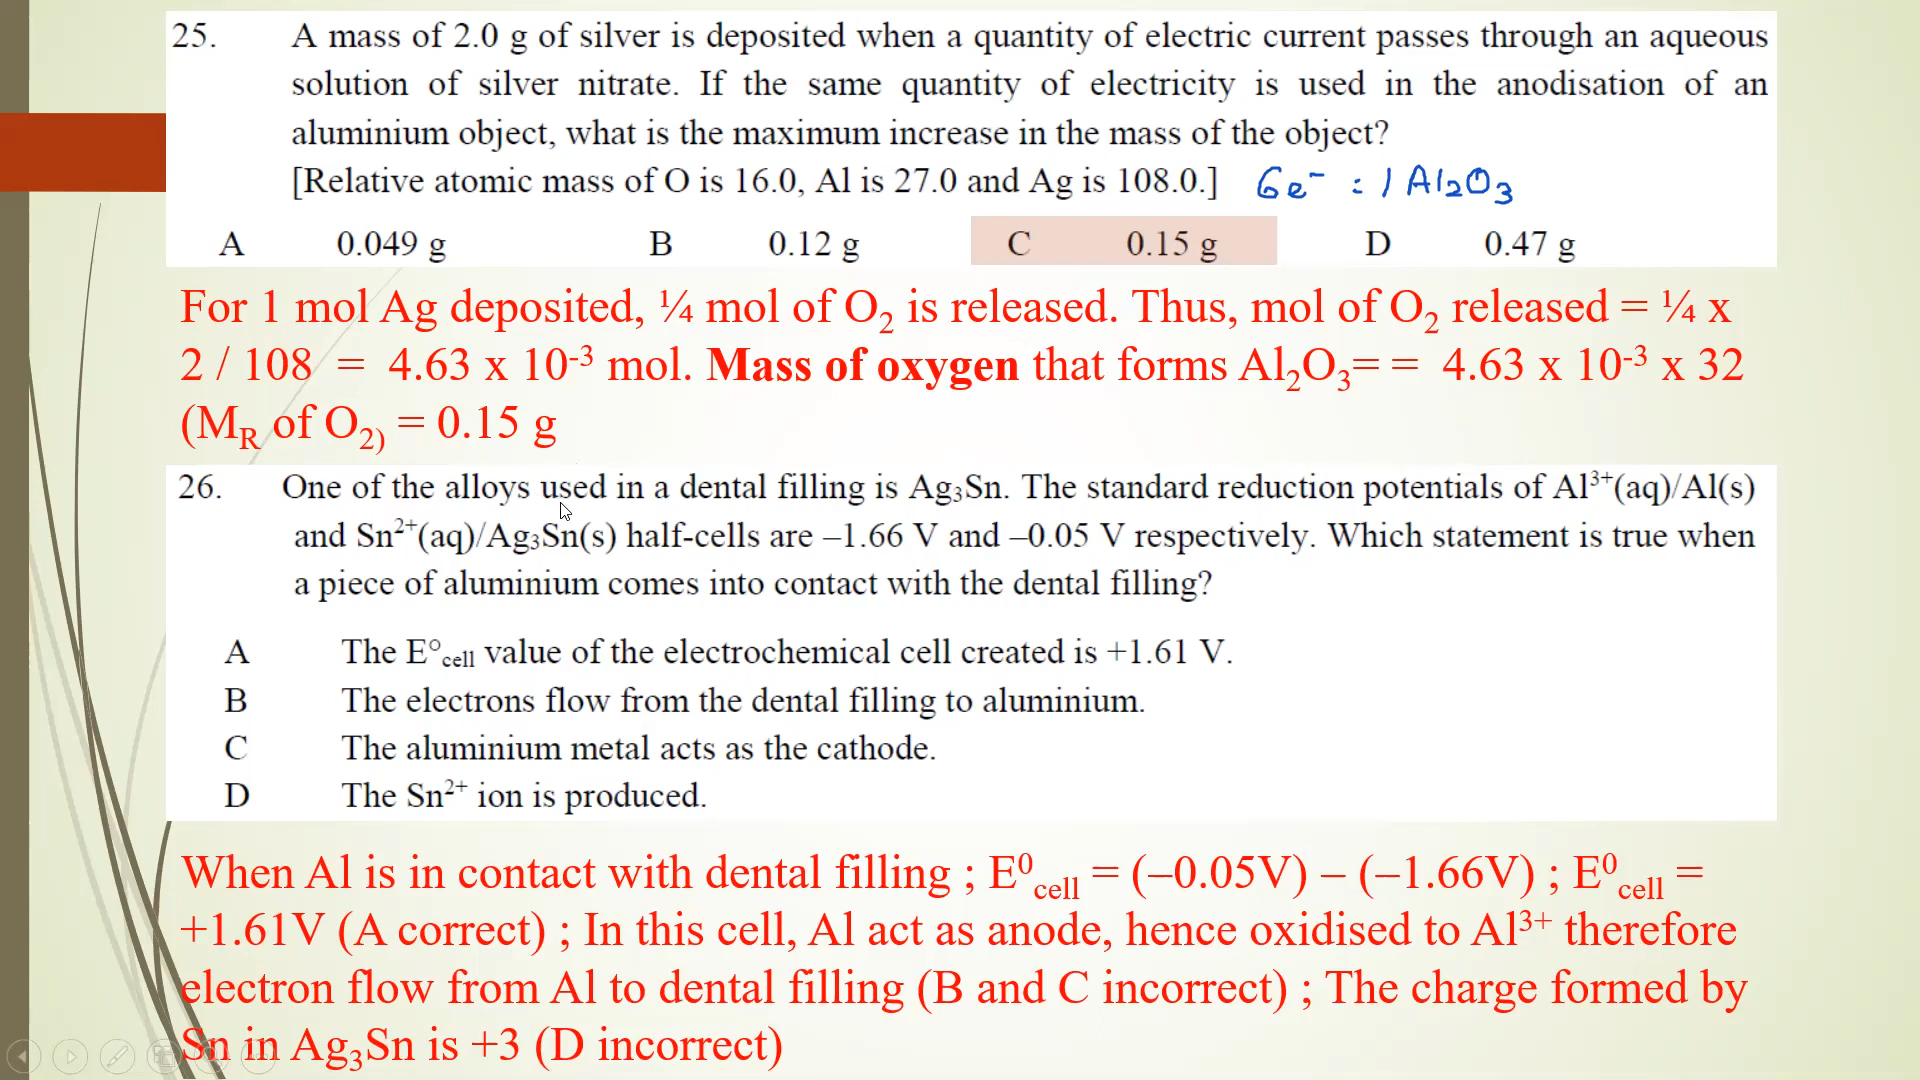 25. A mass of 2.0 g of silver is deposited when a quantity of electric current passes through an aqueous
solution of silver nitrate. If the same quantity of electricity is used in the anodisation of an
aluminium object, what is the maximum increase in the mass of the object?
[Relative atomic mass of O is 16.0, Al is 27.0 and Ag is 108.0.] 6e⁻ : 1 Al₂O₃
A 0.049 g B 0.12 g C 0.15 g D 0.47 g
For 1 mol Ag deposited, ¼ mol of O₂ is released. Thus, mol of O₂ released = ¼ x
2 / 108 = 4.63 x 10⁻³ mol. Mass of oxygen that forms Al₂O₃= = 4.63 x 10⁻³ x 32
(M_R of O₂₎ = 0.15 g
26. One of the alloys used in a dental filling is Ag₃Sn. The standard reduction potentials of Al³⁺(aq)/Al(s)
and Sn²⁺(aq)/Ag₃Sn(s) half-cells are –1.66 V and –0.05 V respectively. Which statement is true when
a piece of aluminium comes into contact with the dental filling?
A The E°cell value of the electrochemical cell created is +1.61 V.
B The electrons flow from the dental filling to aluminium.
C The aluminium metal acts as the cathode.
D The Sn²⁺ ion is produced.
When Al is in contact with dental filling ; E⁰cell = (–0.05V) – (–1.66V) ; E⁰cell =
+1.61V (A correct) ; In this cell, Al act as anode, hence oxidised to Al³⁺ therefore
electron flow from Al to dental filling (B and C incorrect) ; The charge formed by
Sn in Ag₃Sn is +3 (D incorrect)